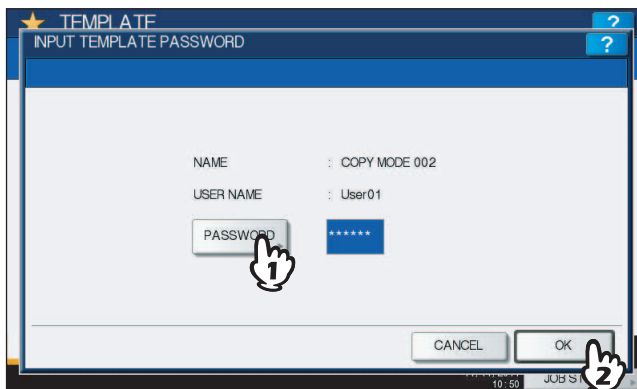 TEMPLATE
?
INPUT TEMPLATE PASSWORD
?
NAME : COPY MODE 002
USER NAME : User01
PASSWORD ******
1
CANCEL
OK
2
10:50
JOB